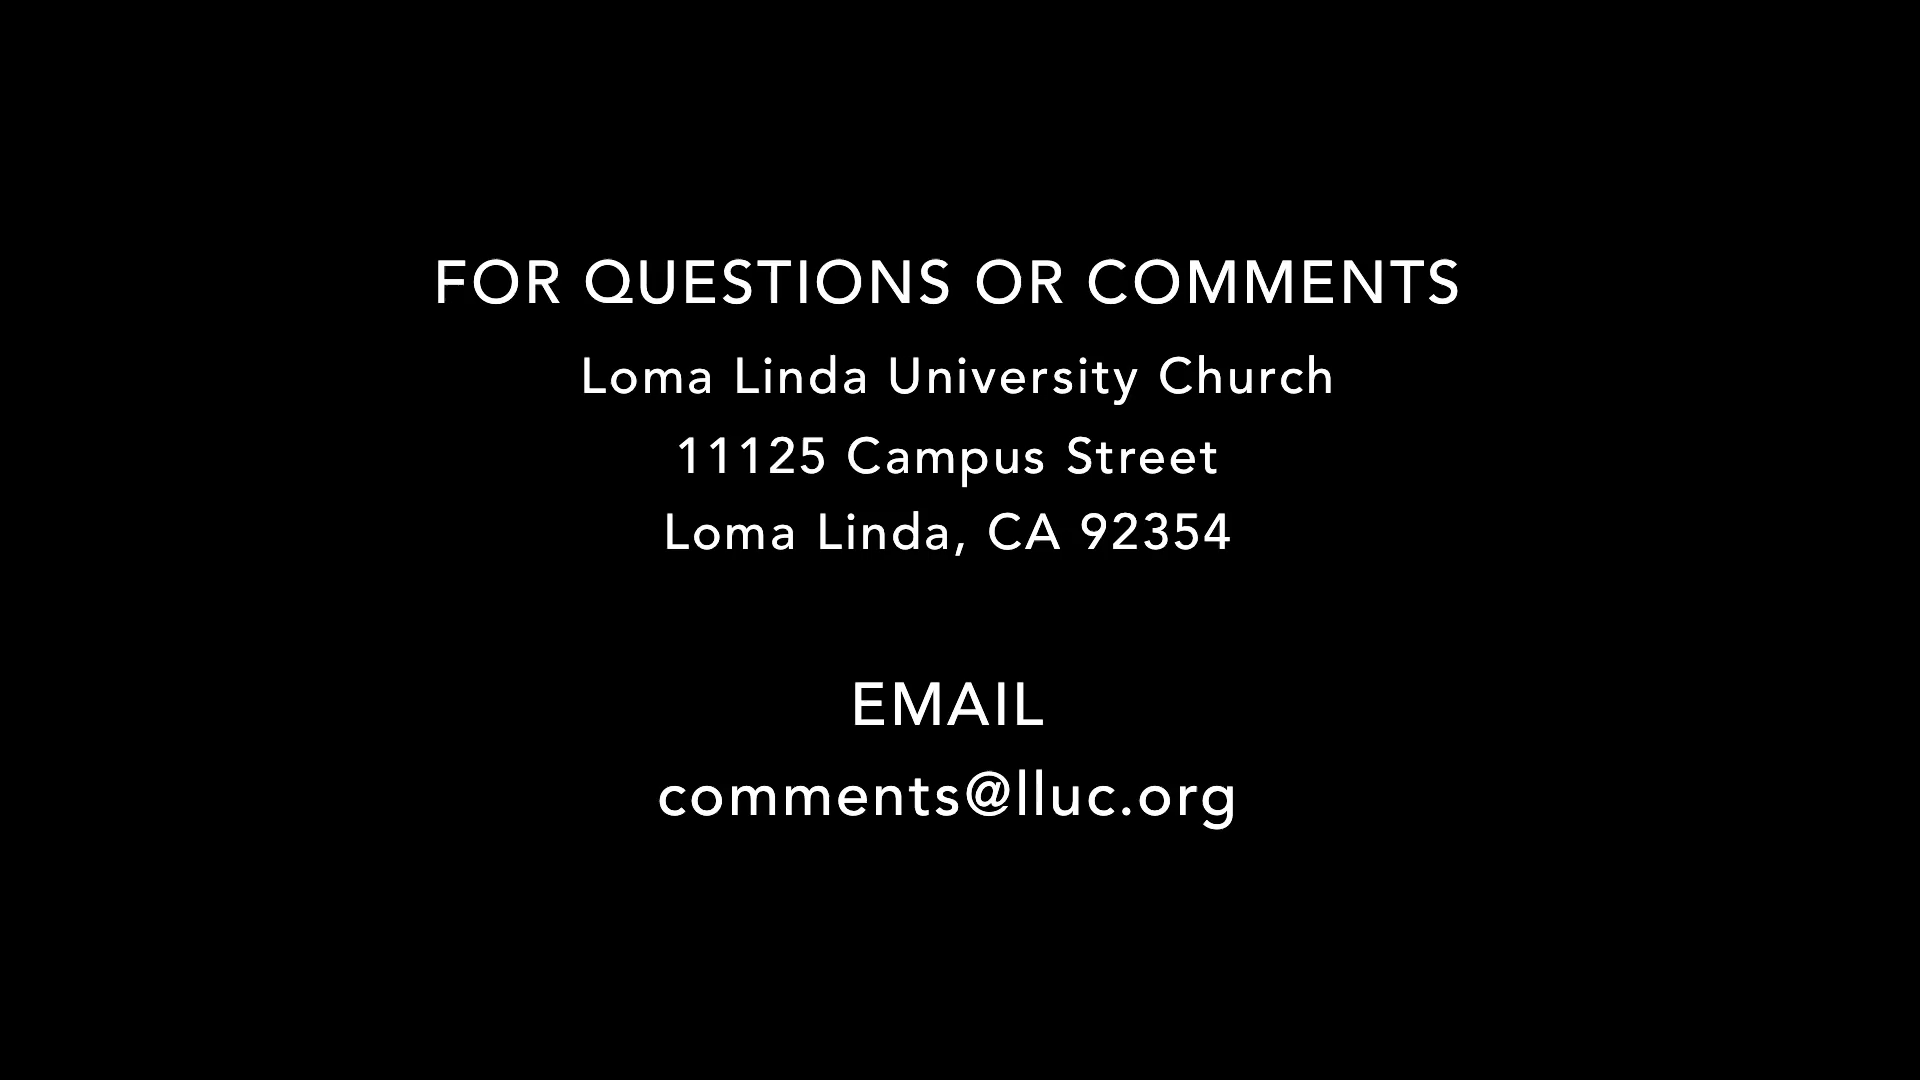 FOR QUESTIONS OR COMMENTS
Loma Linda University Church
11125 Campus Street
Loma Linda, CA 92354
EMAIL
comments@lluc.org